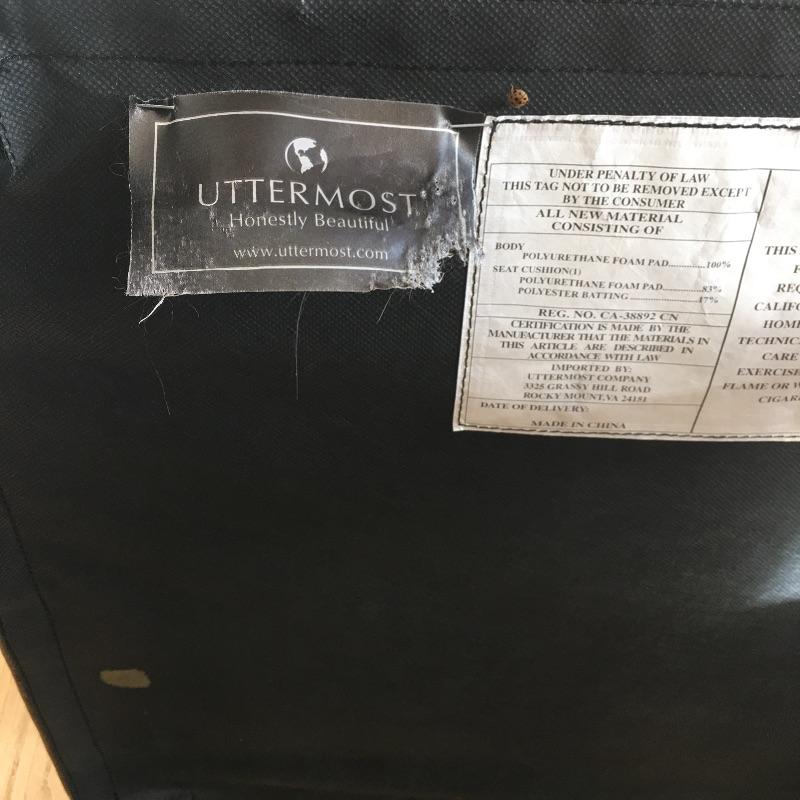 UTTERMOST
Honestly Beautiful
www.uttermost.com
UNDER PENALTY OF LAW
THIS TAG NOT TO BE REMOVED EXCEPT
BY THE CONSUMER
ALL NEW MATERIAL
CONSISTING OF
BODY
POLYURETHANE FOAM PAD..............100%
SEAT CUSHION(1)
POLYURETHANE FOAM PAD.............83%
POLYESTER BATTING.........................17%
REG. NO. CA-38892 CN
CERTIFICATION IS MADE BY THE
MANUFACTURER THAT THE MATERIALS IN
THIS ARTICLE ARE DESCRIBED IN
ACCORDANCE WITH LAW
IMPORTED BY:
UTTERMOST COMPANY
3325 GRASSY HILL ROAD
ROCKY MOUNT,VA 24151
DATE OF DELIVERY:
MADE IN CHINA
THIS
REQ
CALIFO
HOM
TECHNIC
CARE
EXERCISE
FLAME OR
CIGAR